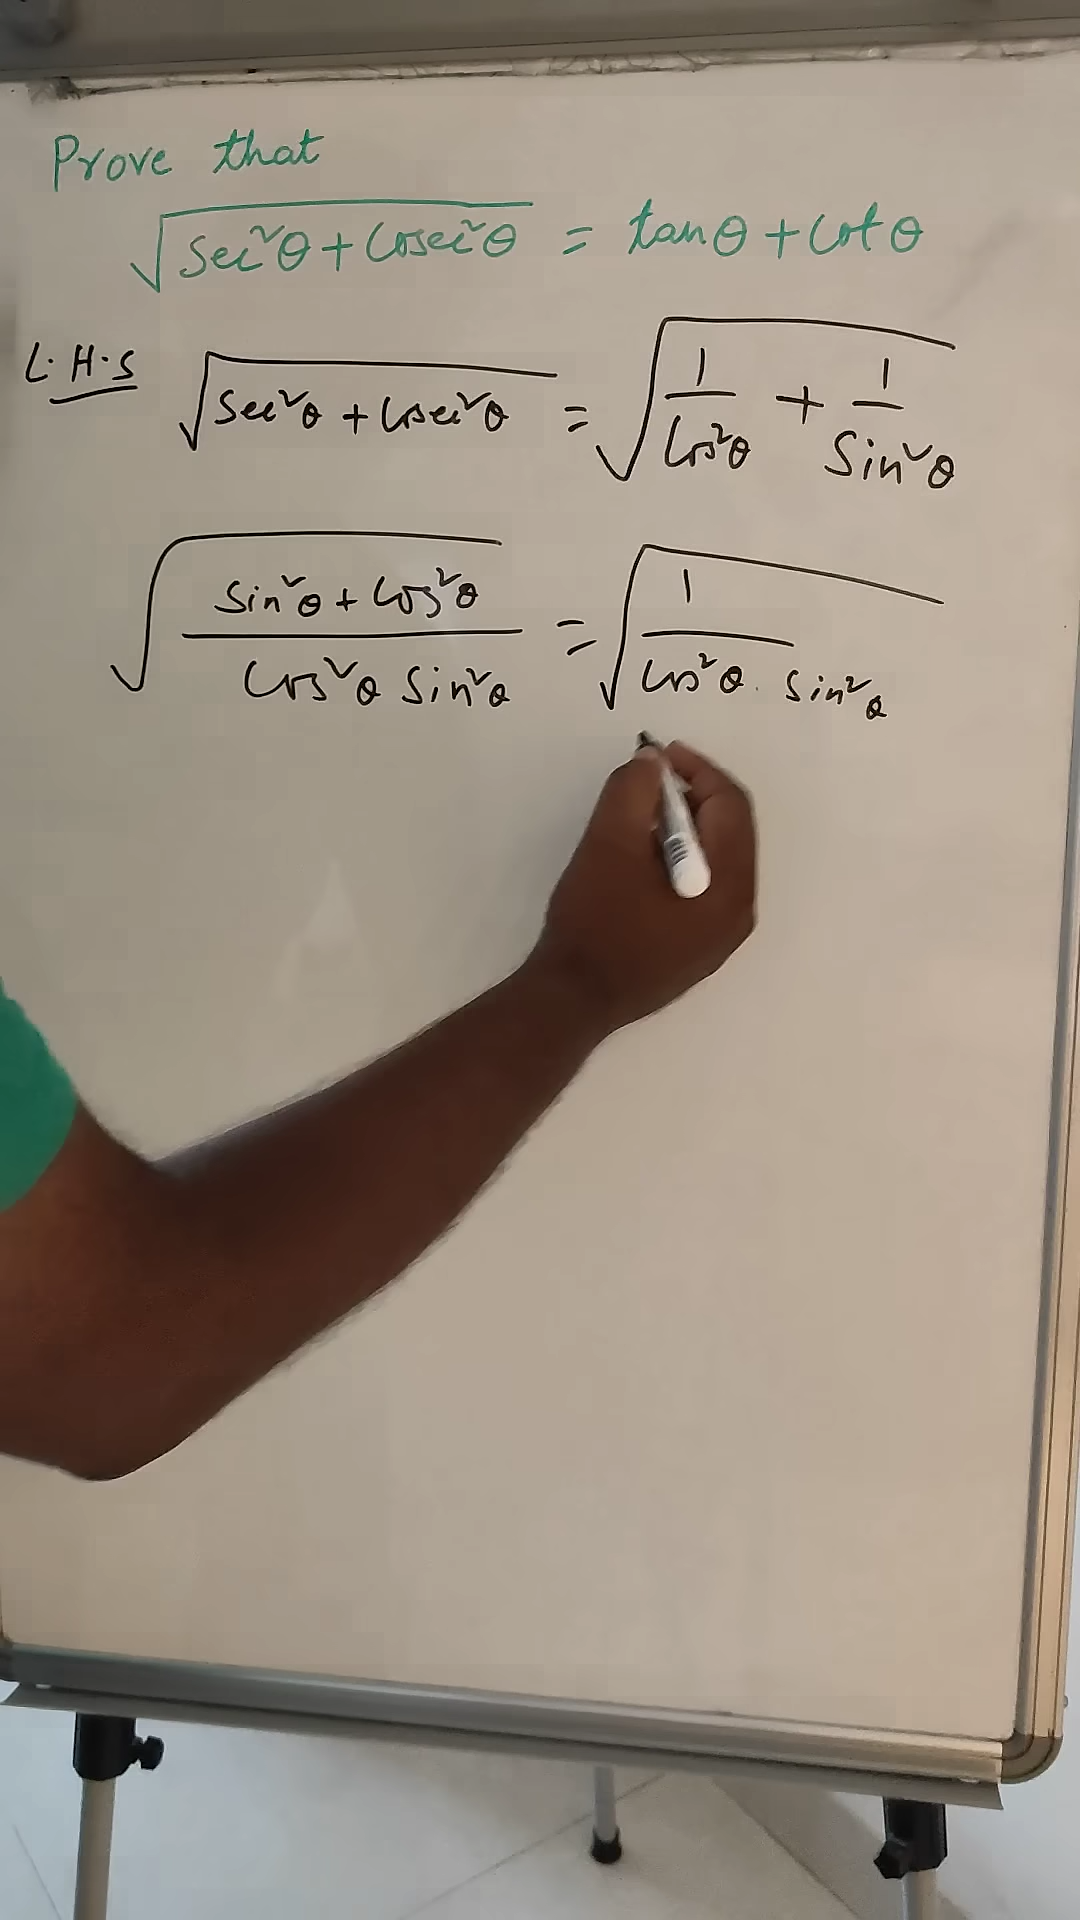 Prove that
√(Sec²θ + Cosec²θ) = tanθ + Cotθ
L.H.S √(Sec²θ + Cosec²θ) = √(1/Cos²θ + 1/Sin²θ)
√((Sin²θ + Cos²θ)/(Cos²θ Sin²θ)) = √(1/(Cos²θ . Sin²θ))